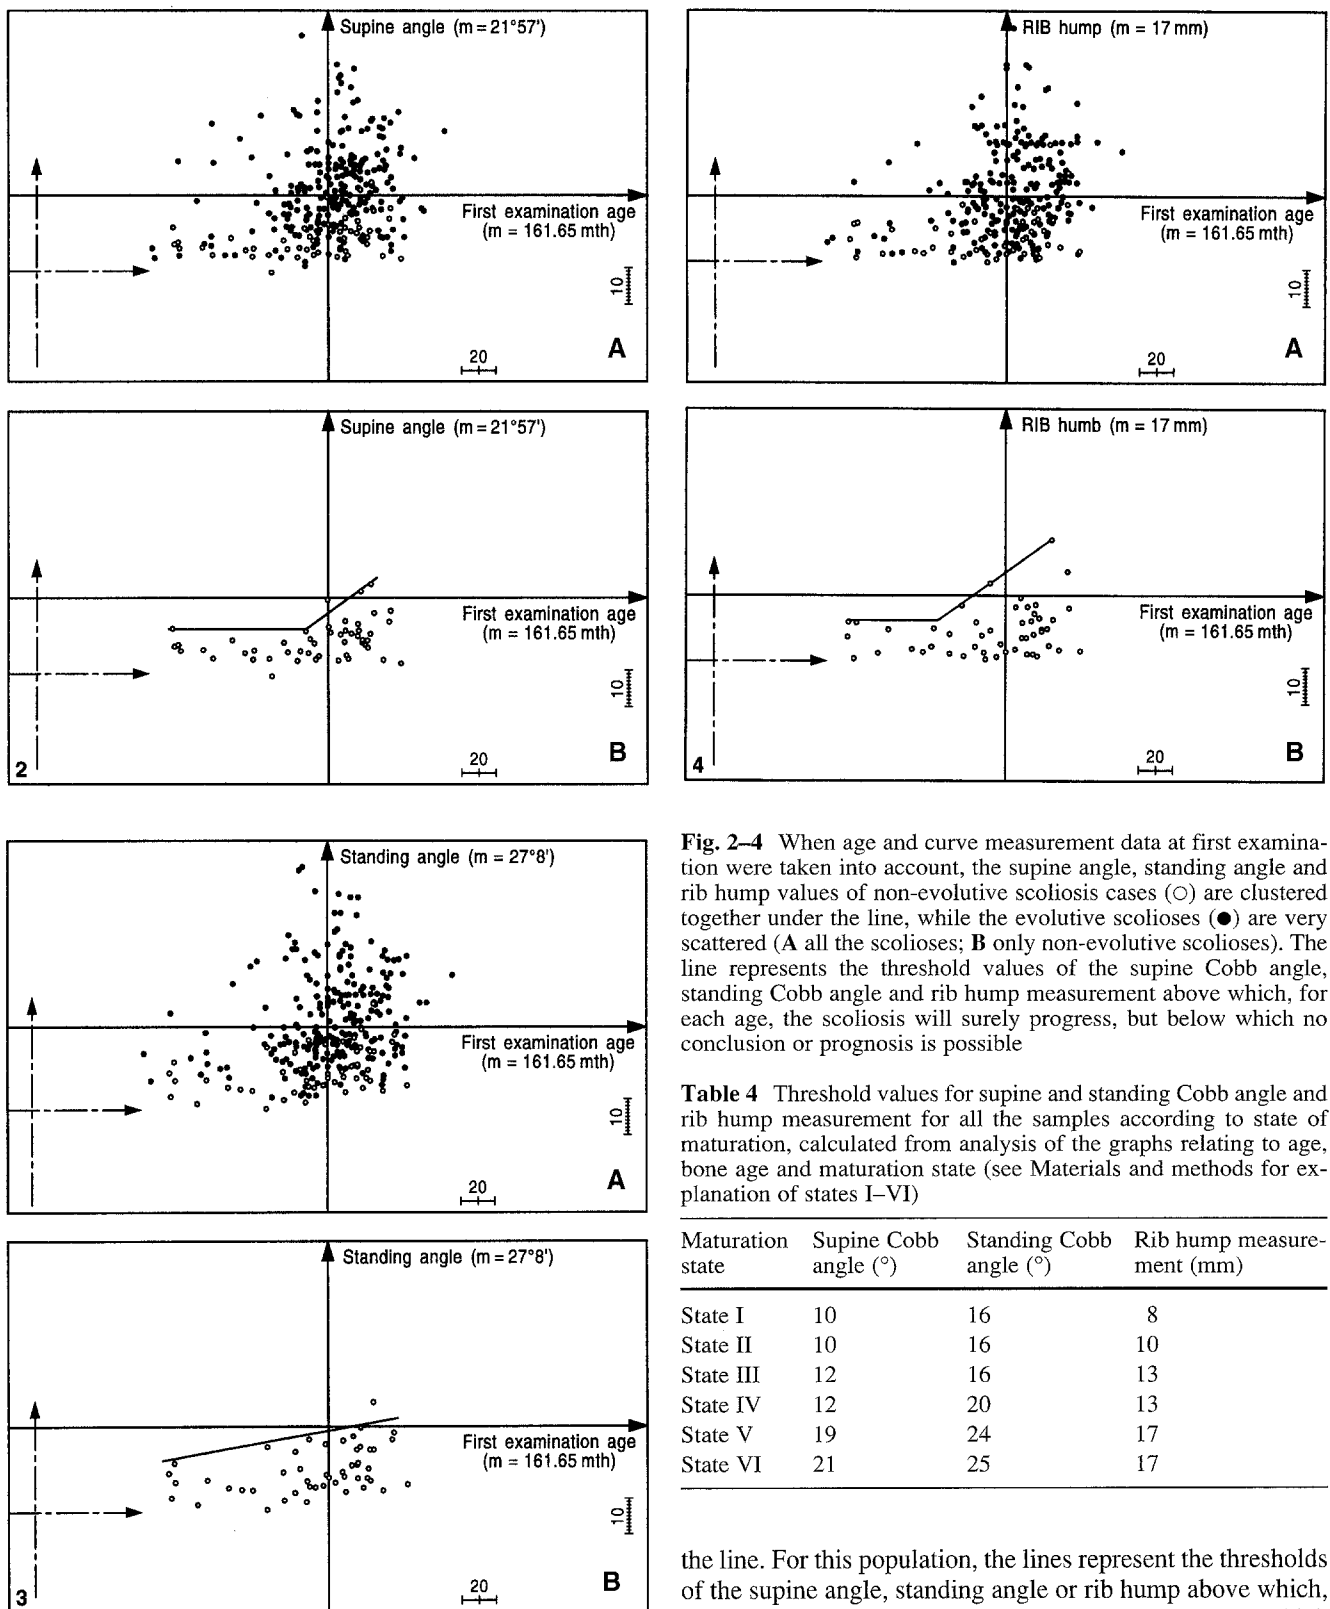 Supine angle (m = 21°57')
First examination age
(m = 161.65 mth)
10
20
A
Supine angle (m = 21°57')
First examination age
(m = 161.65 mth)
10
20
2
B
RIB hump (m = 17 mm)
First examination age
(m = 161.65 mth)
10
20
A
RIB humb (m = 17 mm)
First examination age
(m = 161.65 mth)
10
20
4
B
Standing angle (m = 27°8')
First examination age
(m = 161.65 mth)
10
20
A
Standing angle (m = 27°8')
First examination age
(m = 161.65 mth)
10
20
3
B
Fig. 2–4 When age and curve measurement data at first examina-
tion were taken into account, the supine angle, standing angle and
rib hump values of non-evolutive scoliosis cases (○) are clustered
together under the line, while the evolutive scolioses (●) are very
scattered (A all the scolioses; B only non-evolutive scolioses). The
line represents the threshold values of the supine Cobb angle,
standing Cobb angle and rib hump measurement above which, for
each age, the scoliosis will surely progress, but below which no
conclusion or prognosis is possible
Table 4 Threshold values for supine and standing Cobb angle and
rib hump measurement for all the samples according to state of
maturation, calculated from analysis of the graphs relating to age,
bone age and maturation state (see Materials and methods for ex-
planation of states I–VI)
Maturation Supine Cobb Standing Cobb Rib hump measure-
state angle (°) angle (°) ment (mm)
State I 10 16 8
State II 10 16 10
State III 12 16 13
State IV 12 20 13
State V 19 24 17
State VI 21 25 17
the line. For this population, the lines represent the thresholds
of the supine angle, standing angle or rib hump above which,